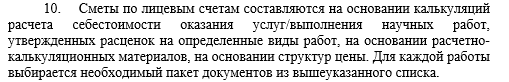 10. Сметы по лицевым счетам составляются на основании калькуляций
расчета себестоимости оказания услуг/выполнения научных работ,
утвержденных расценок на определенные виды работ, на основании расчетно-
калькуляционных материалов, на основании структур цены. Для каждой работы
выбирается необходимый пакет документов из вышеуказанного списка.